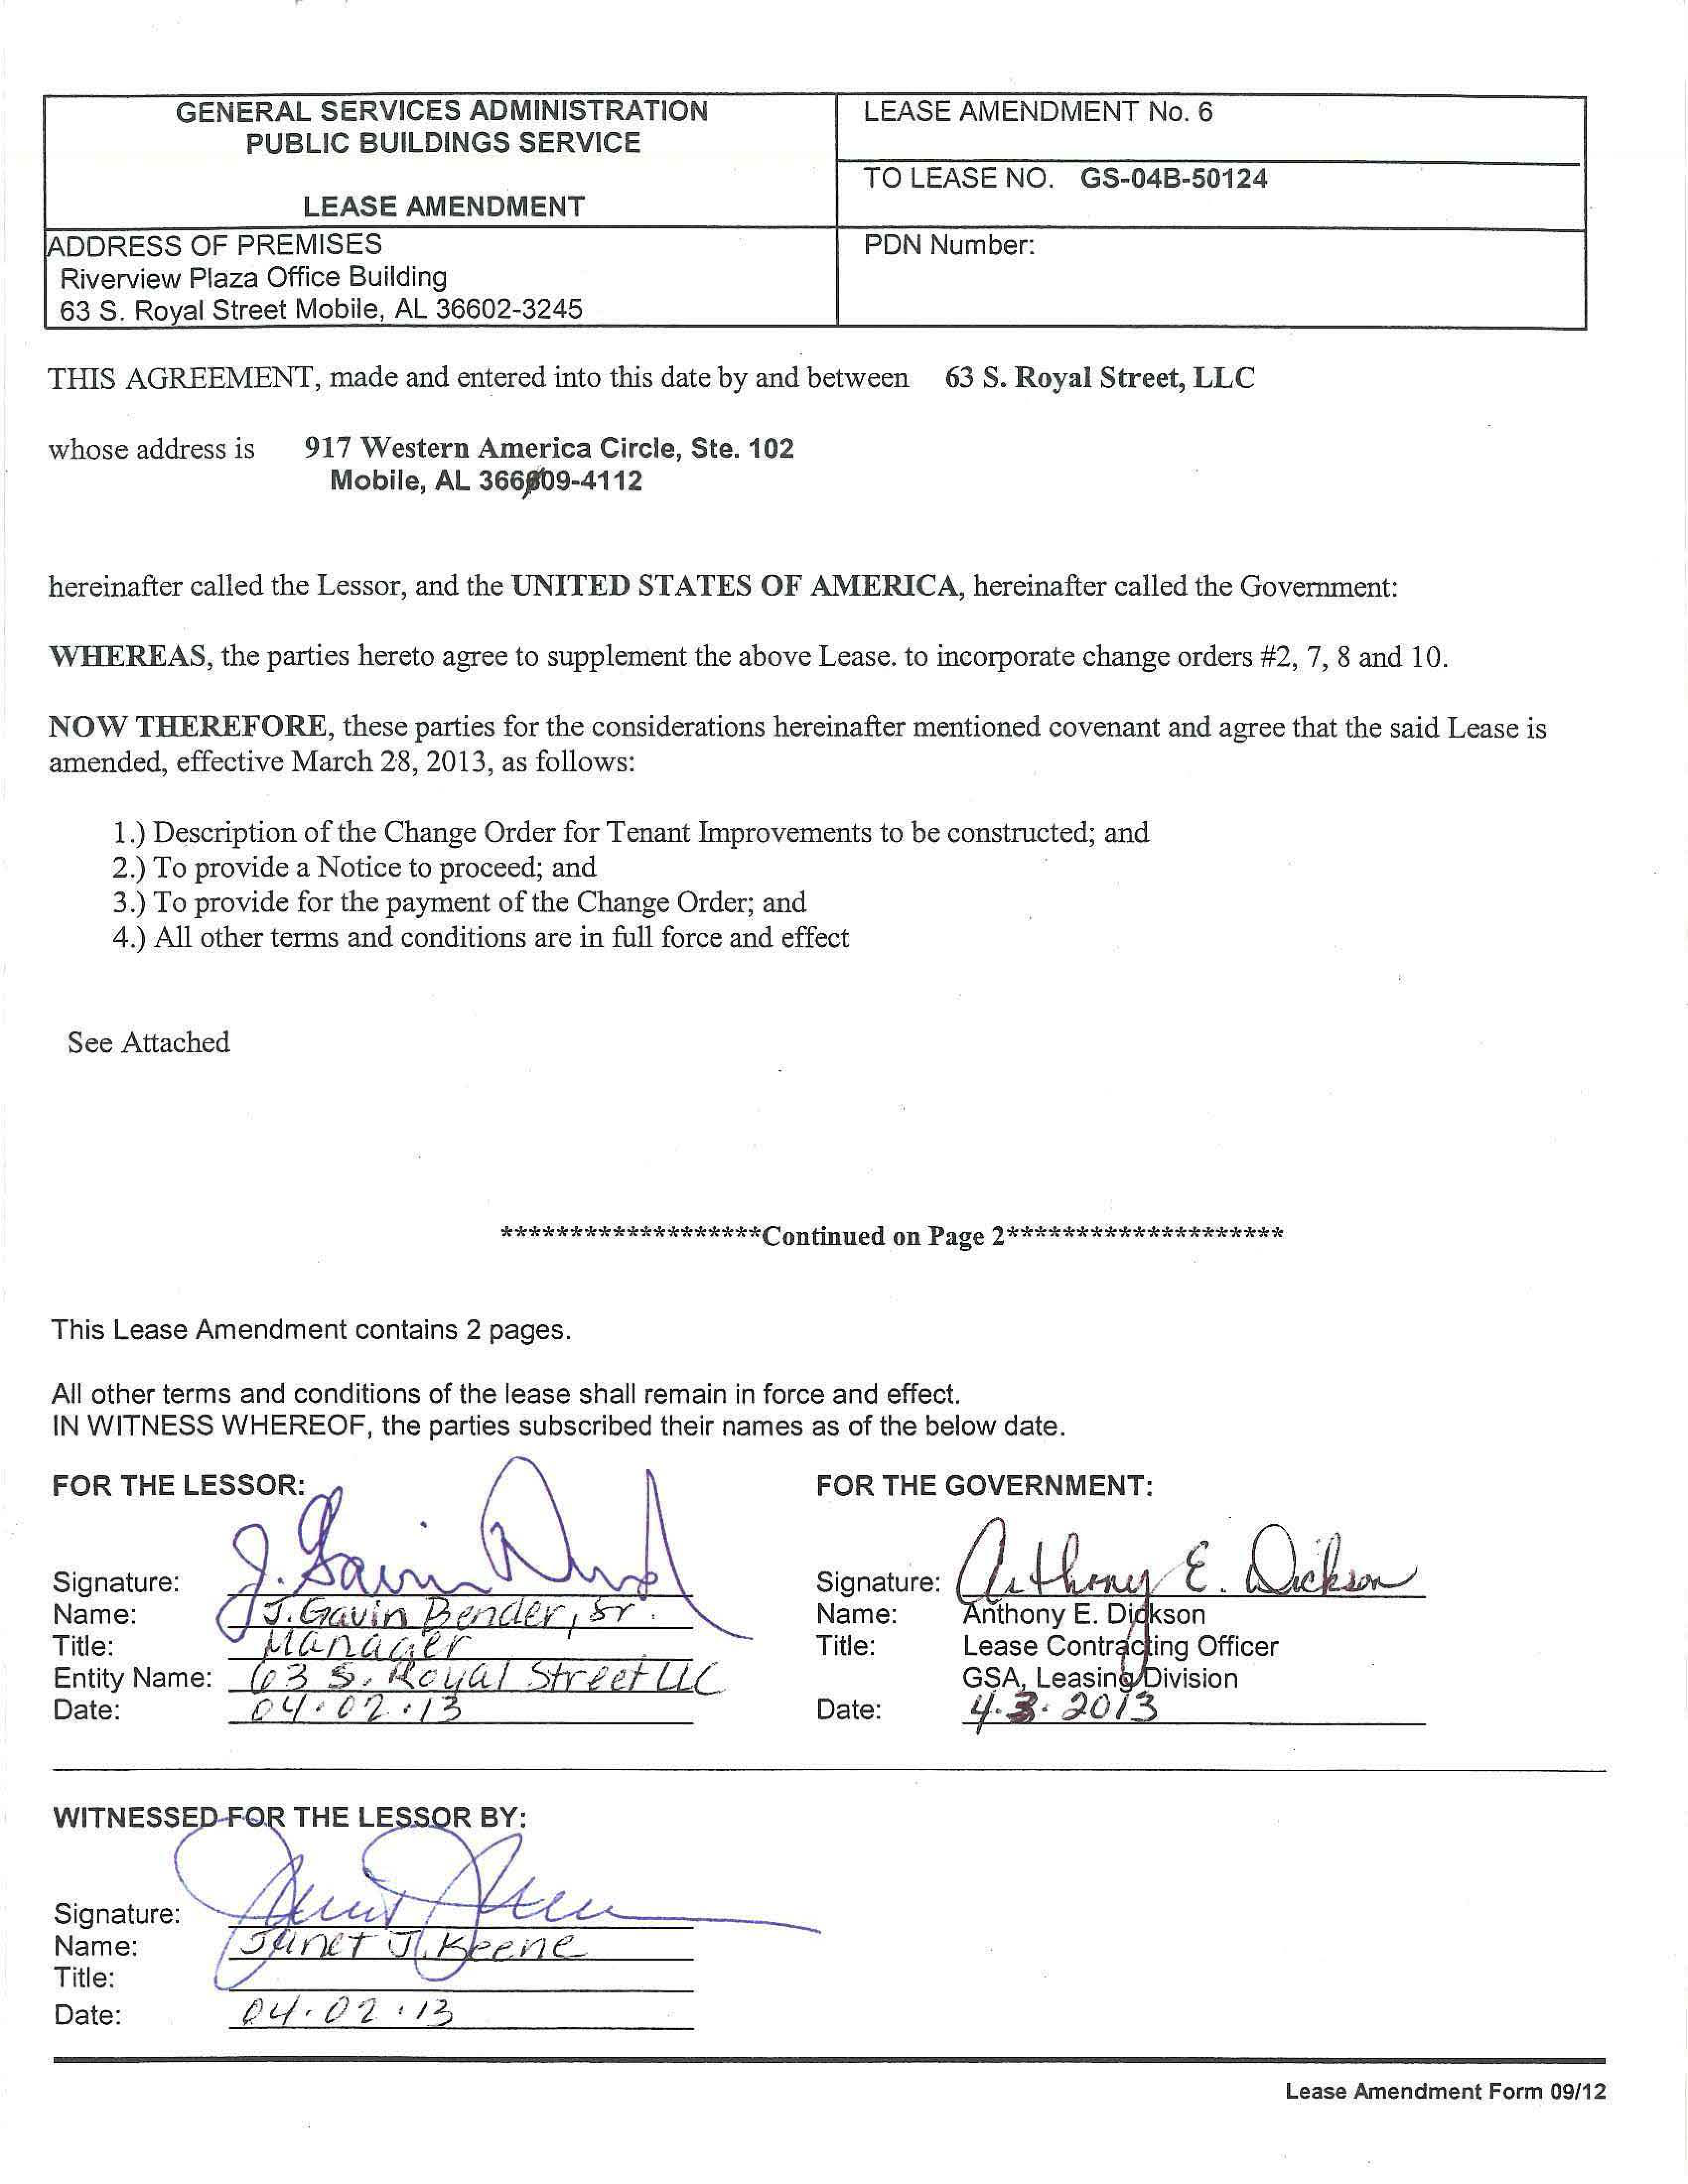 GENERAL SERVICES ADMINISTRATION
PUBLIC BUILDINGS SERVICE
LEASE AMENDMENT
LEASE AMENDMENT No. 6
TO LEASE NO. GS-04B-50124
ADDRESS OF PREMISES
Riverview Plaza Office Building
63 S. Royal Street Mobile, AL 36602-3245
PDN Number:
THIS AGREEMENT, made and entered into this date by and between 63 S. Royal Street, LLC
whose address is 917 Western America Circle, Ste. 102
Mobile, AL 36609-4112
hereinafter called the Lessor, and the UNITED STATES OF AMERICA, hereinafter called the Government:
WHEREAS, the parties hereto agree to supplement the above Lease. to incorporate change orders #2, 7, 8 and 10.
NOW THEREFORE, these parties for the considerations hereinafter mentioned covenant and agree that the said Lease is
amended, effective March 28, 2013, as follows:
1.) Description of the Change Order for Tenant Improvements to be constructed; and
2.) To provide a Notice to proceed; and
3.) To provide for the payment of the Change Order; and
4.) All other terms and conditions are in full force and effect
See Attached
*******************Continued on Page 2********************
This Lease Amendment contains 2 pages.
All other terms and conditions of the lease shall remain in force and effect.
IN WITNESS WHEREOF, the parties subscribed their names as of the below date.
FOR THE LESSOR:
Signature: J. Gavin
Name: J. Gavin Bender, Sr.
Title: Manager
Entity Name: 63 S. Royal Street LLC
Date: 04.02.13
FOR THE GOVERNMENT:
Signature: Anthony E. Dickson
Name: Anthony E. Dickson
Title: Lease Contracting Officer
GSA, Leasing Division
Date: 4.3.2013
WITNESSED FOR THE LESSOR BY:
Signature:
Name: Janet J. Keene
Title:
Date: 04.02.13
Lease Amendment Form 09/12